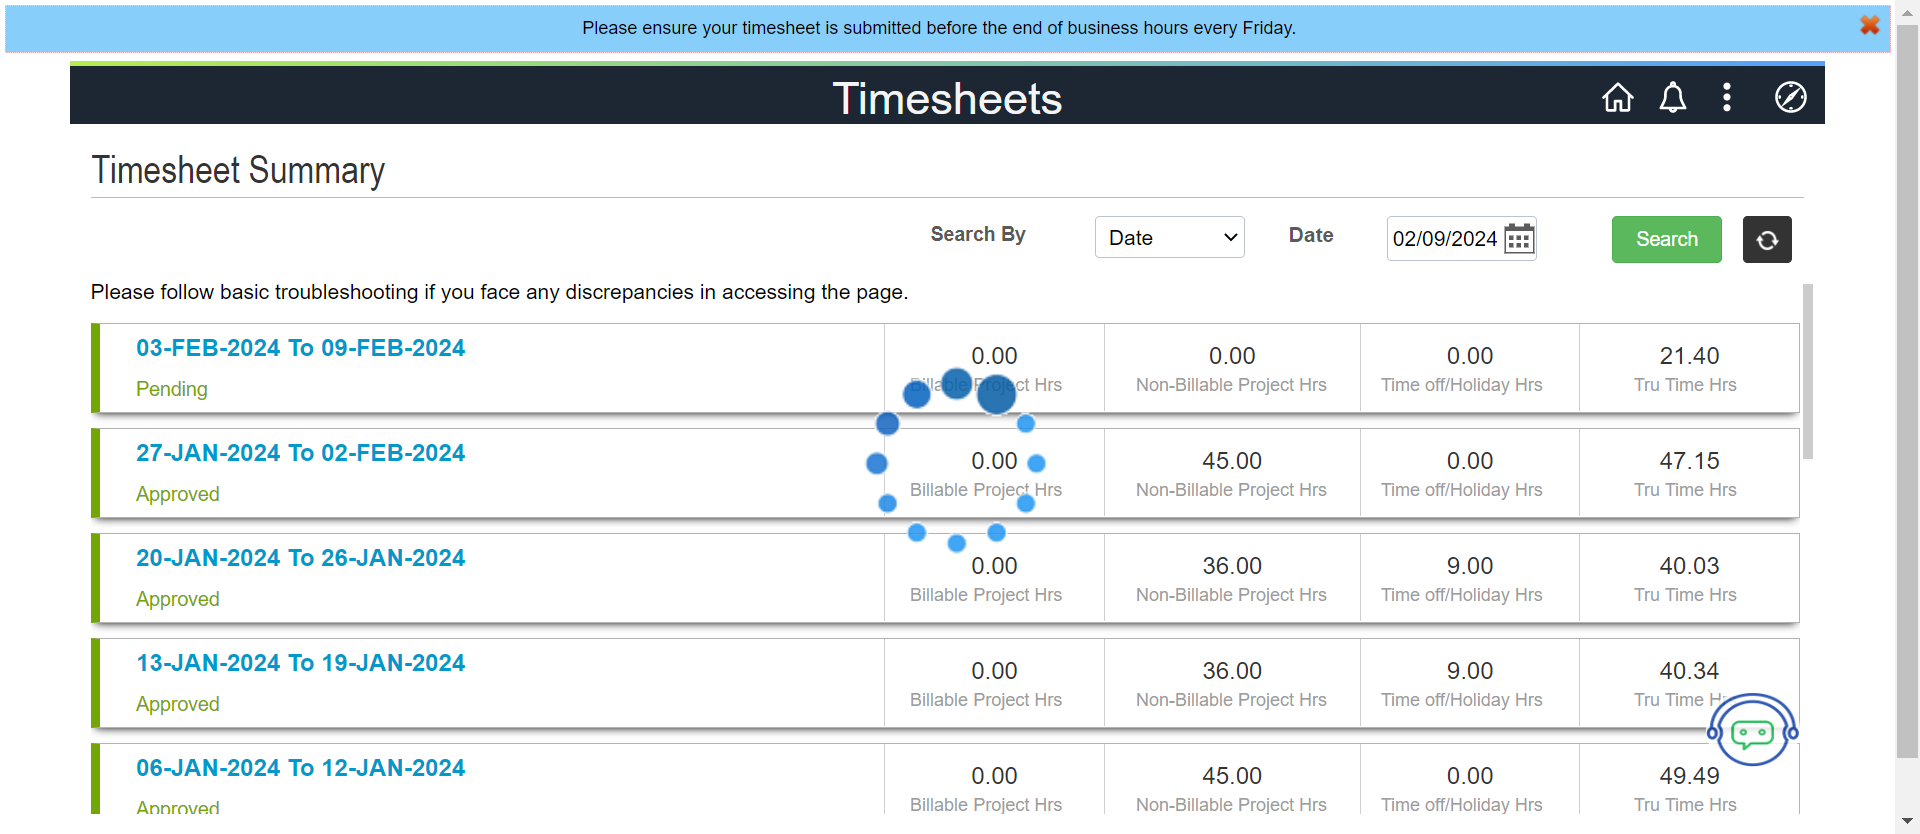 Please ensure your timesheet is submitted before the end of business hours every Friday.
Timesheets
Timesheet Summary
Search By Date Date 02/09/2024 Search
Please follow basic troubleshooting if you face any discrepancies in accessing the page.
03-FEB-2024 To 09-FEB-2024
Pending
0.00 0.00 0.00 21.40
Billable Project Hrs Non-Billable Project Hrs Time off/Holiday Hrs Tru Time Hrs
27-JAN-2024 To 02-FEB-2024
Approved
0.00 45.00 0.00 47.15
Billable Project Hrs Non-Billable Project Hrs Time off/Holiday Hrs Tru Time Hrs
20-JAN-2024 To 26-JAN-2024
Approved
0.00 36.00 9.00 40.03
Billable Project Hrs Non-Billable Project Hrs Time off/Holiday Hrs Tru Time Hrs
13-JAN-2024 To 19-JAN-2024
Approved
0.00 36.00 9.00 40.34
Billable Project Hrs Non-Billable Project Hrs Time off/Holiday Hrs Tru Time Hrs
06-JAN-2024 To 12-JAN-2024
Approved
0.00 45.00 0.00 49.49
Billable Project Hrs Non-Billable Project Hrs Time off/Holiday Hrs Tru Time Hrs